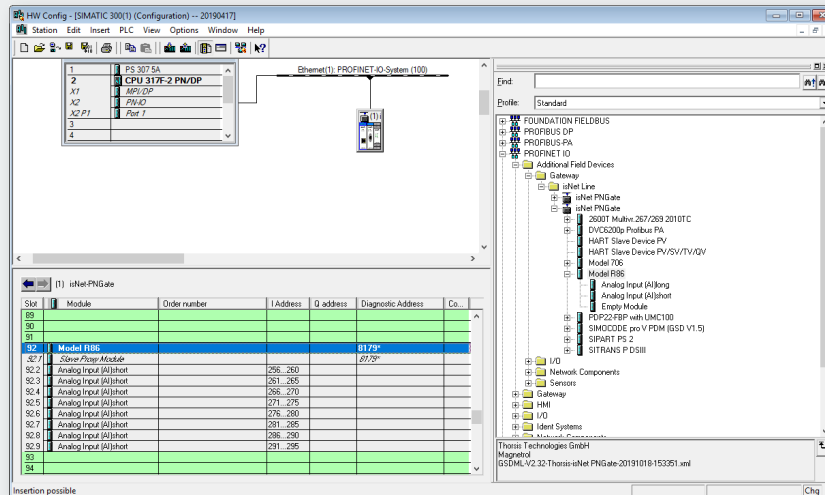 HW Config - [SIMATIC 300(1) (Configuration) -- 20190417]
Station Edit Insert PLC View Options Window Help
1 PS 307 5A
2 CPU 317F-2 PN/DP
X1 MPI/DP
X2 PN-IO
X2 P1 Port 1
3
4
Ethernet(1): PROFINET-IO-System (100)
(1) i
(1) isNet-PNGate
Slot Module Order number I Address Q address Diagnostic Address Co...
89
90
91
92 Model R86 8179*
92.1 Slave Proxy Module 8179*
92.2 Analog Input (AI)short 256...260
92.3 Analog Input (AI)short 261...265
92.4 Analog Input (AI)short 266...270
92.5 Analog Input (AI)short 271...275
92.6 Analog Input (AI)short 276...280
92.7 Analog Input (AI)short 281...285
92.8 Analog Input (AI)short 286...290
92.9 Analog Input (AI)short 291...295
93
94
Find:
Profile: Standard
FOUNDATION FIELDBUS
PROFIBUS DP
PROFIBUS-PA
PROFINET IO
Additional Field Devices
Gateway
isNet Line
isNet PNGate
isNet PNGate
2600T Multivr.267/269 2010TC
DVC6200p Profibus PA
HART Slave Device PV
HART Slave Device PV/SV/TV/QV
Model 706
Model R86
Analog Input (AI)long
Analog Input (AI)short
Empty Module
PDP22-FBP with UMC100
SIMOCODE pro V PDM (GSD V1.5)
SIPART PS 2
SITRANS P DSIII
I/O
Network Components
Sensors
Gateway
HMI
I/O
Ident Systems
Network Components
Thorsis Technologies GmbH
Magnetrol
GSDML-V2.32-Thorsis-isNet PNGate-20191018-153351.xml
Insertion possible
Chg